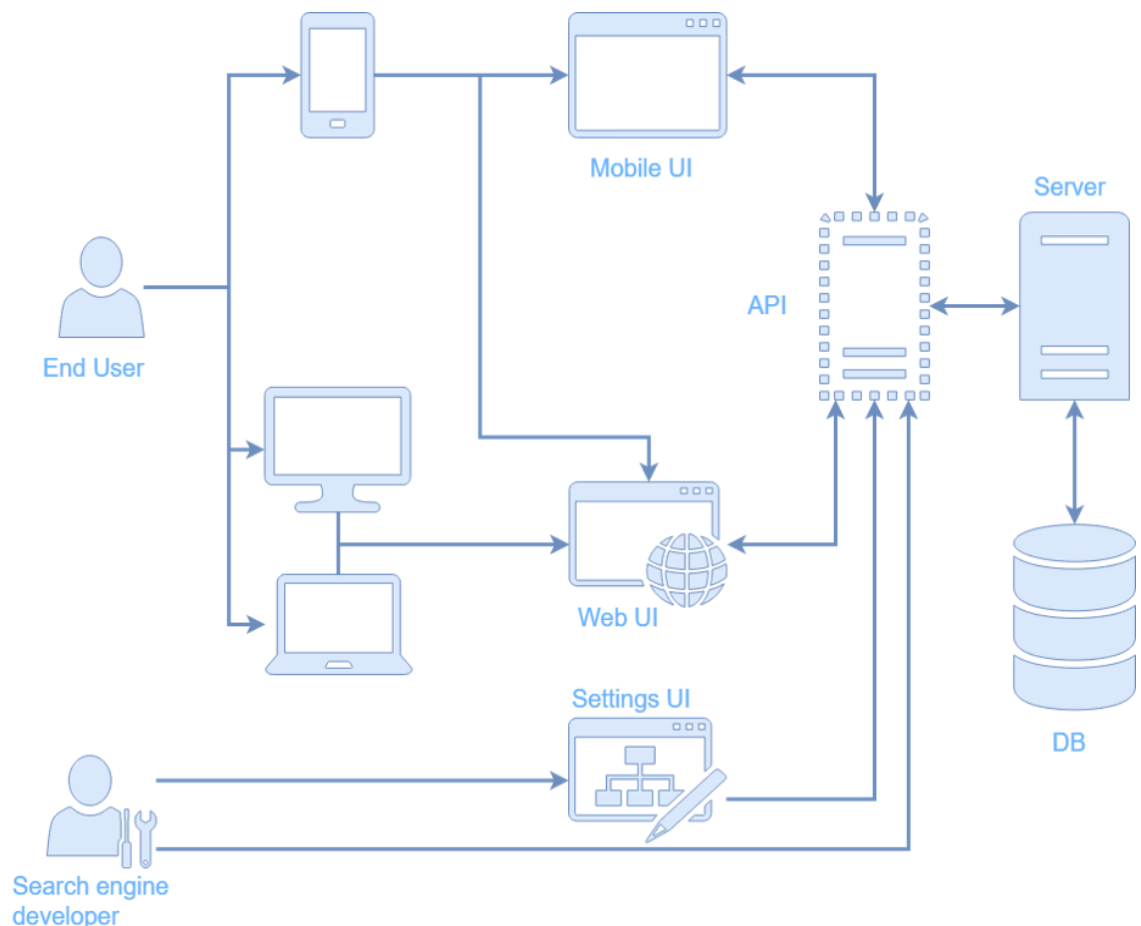 Mobile UI
Server
API
End User
Web UI
Settings UI
DB
Search engine
developer